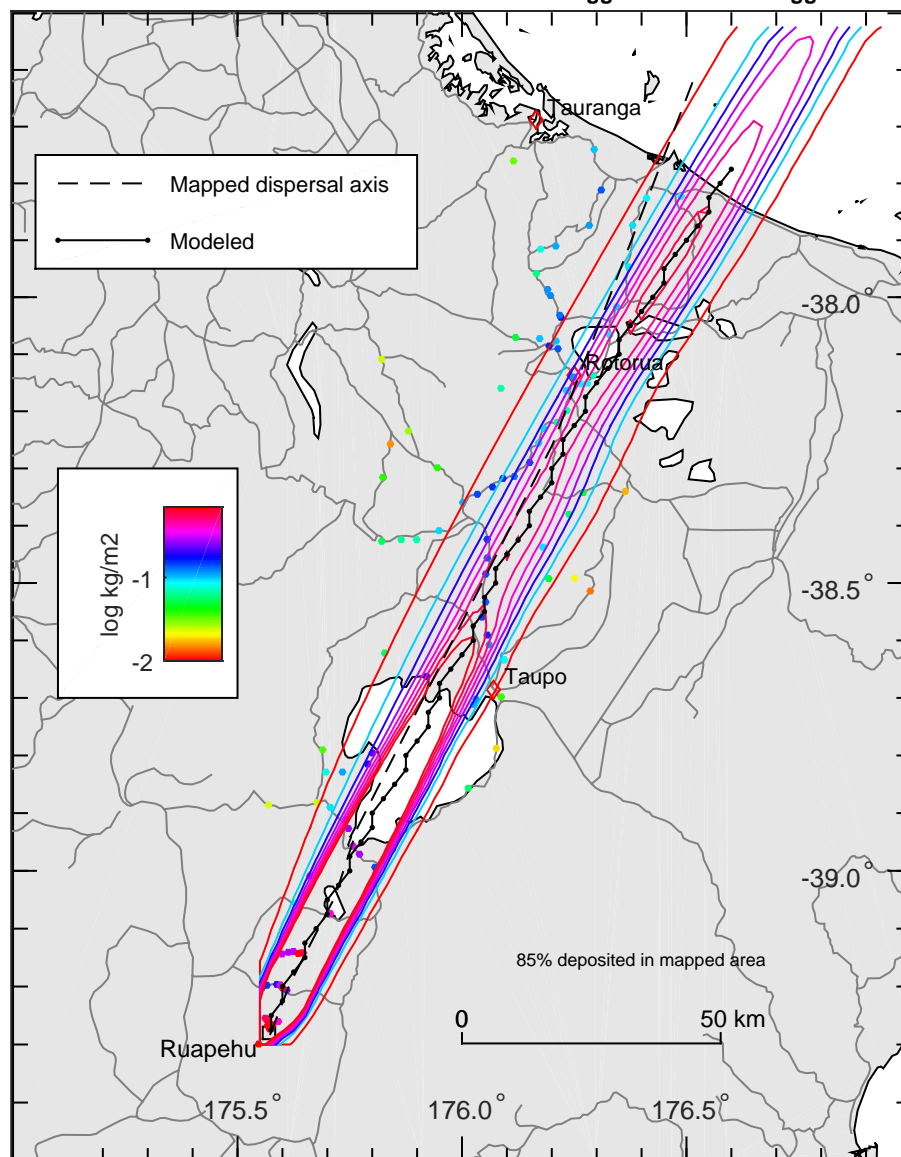 Tauranga
Mapped dispersal axis
Modeled
-38.0°
Rotorua
log kg/m2
-1
-2
-38.5°
Taupo
-39.0°
85% deposited in mapped area
0 50 km
Ruapehu
175.5° 176.0° 176.5°